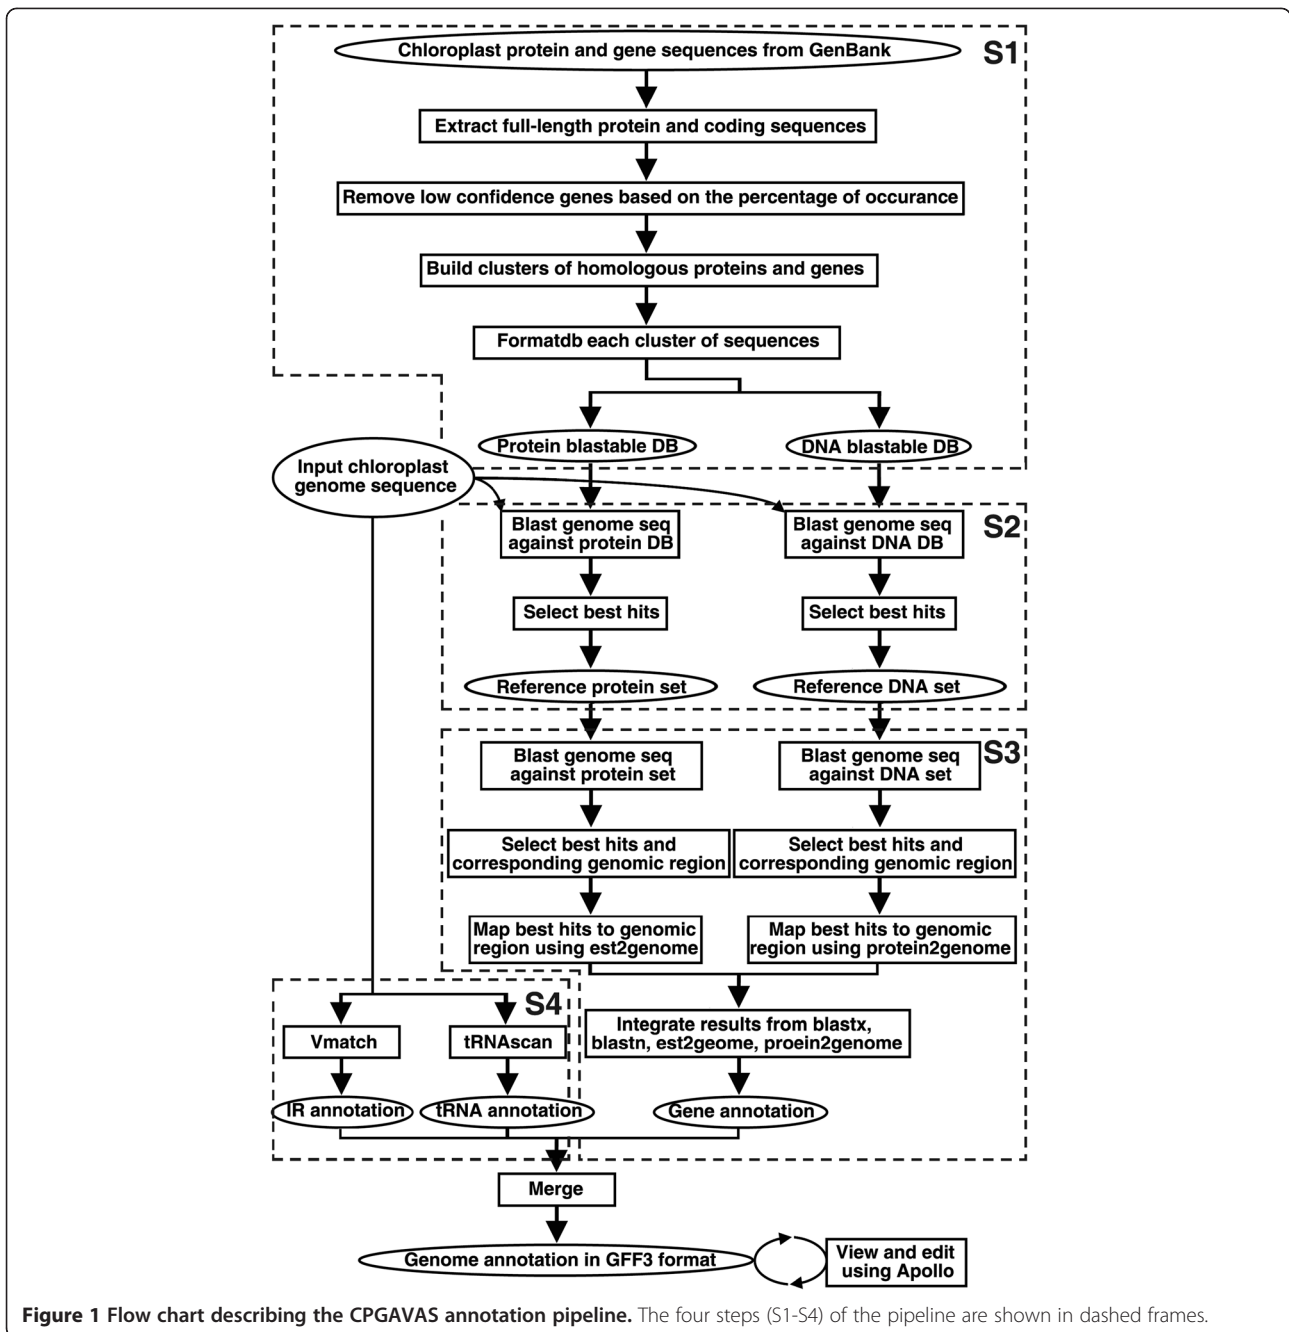 Chloroplast protein and gene sequences from GenBank
S1
Extract full-length protein and coding sequences
Remove low confidence genes based on the percentage of occurance
Build clusters of homologous proteins and genes
Formatdb each cluster of sequences
Protein blastable DB
DNA blastable DB
Input chloroplast
genome sequence
Blast genome seq
against protein DB
Blast genome seq
against DNA DB
S2
Select best hits
Select best hits
Reference protein set
Reference DNA set
Blast genome seq
against protein set
Blast genome seq
against DNA set
S3
Select best hits and
corresponding genomic region
Select best hits and
corresponding genomic region
Map best hits to genomic
region using est2genome
Map best hits to genomic
region using protein2genome
S4
Vmatch
tRNAscan
Integrate results from blastx,
blastn, est2geome, proein2genome
IR annotation
tRNA annotation
Gene annotation
Merge
Genome annotation in GFF3 format
View and edit
using Apollo
Figure 1 Flow chart describing the CPGAVAS annotation pipeline. The four steps (S1-S4) of the pipeline are shown in dashed frames.